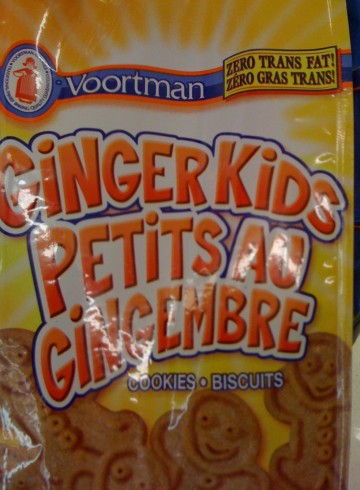 Voortman
ZERO TRANS FAT!
ZÉRO GRAS TRANS!
GiNGER KiDS
PETiTS AU
GiNGEMBRE
COOKIES • BISCUITS